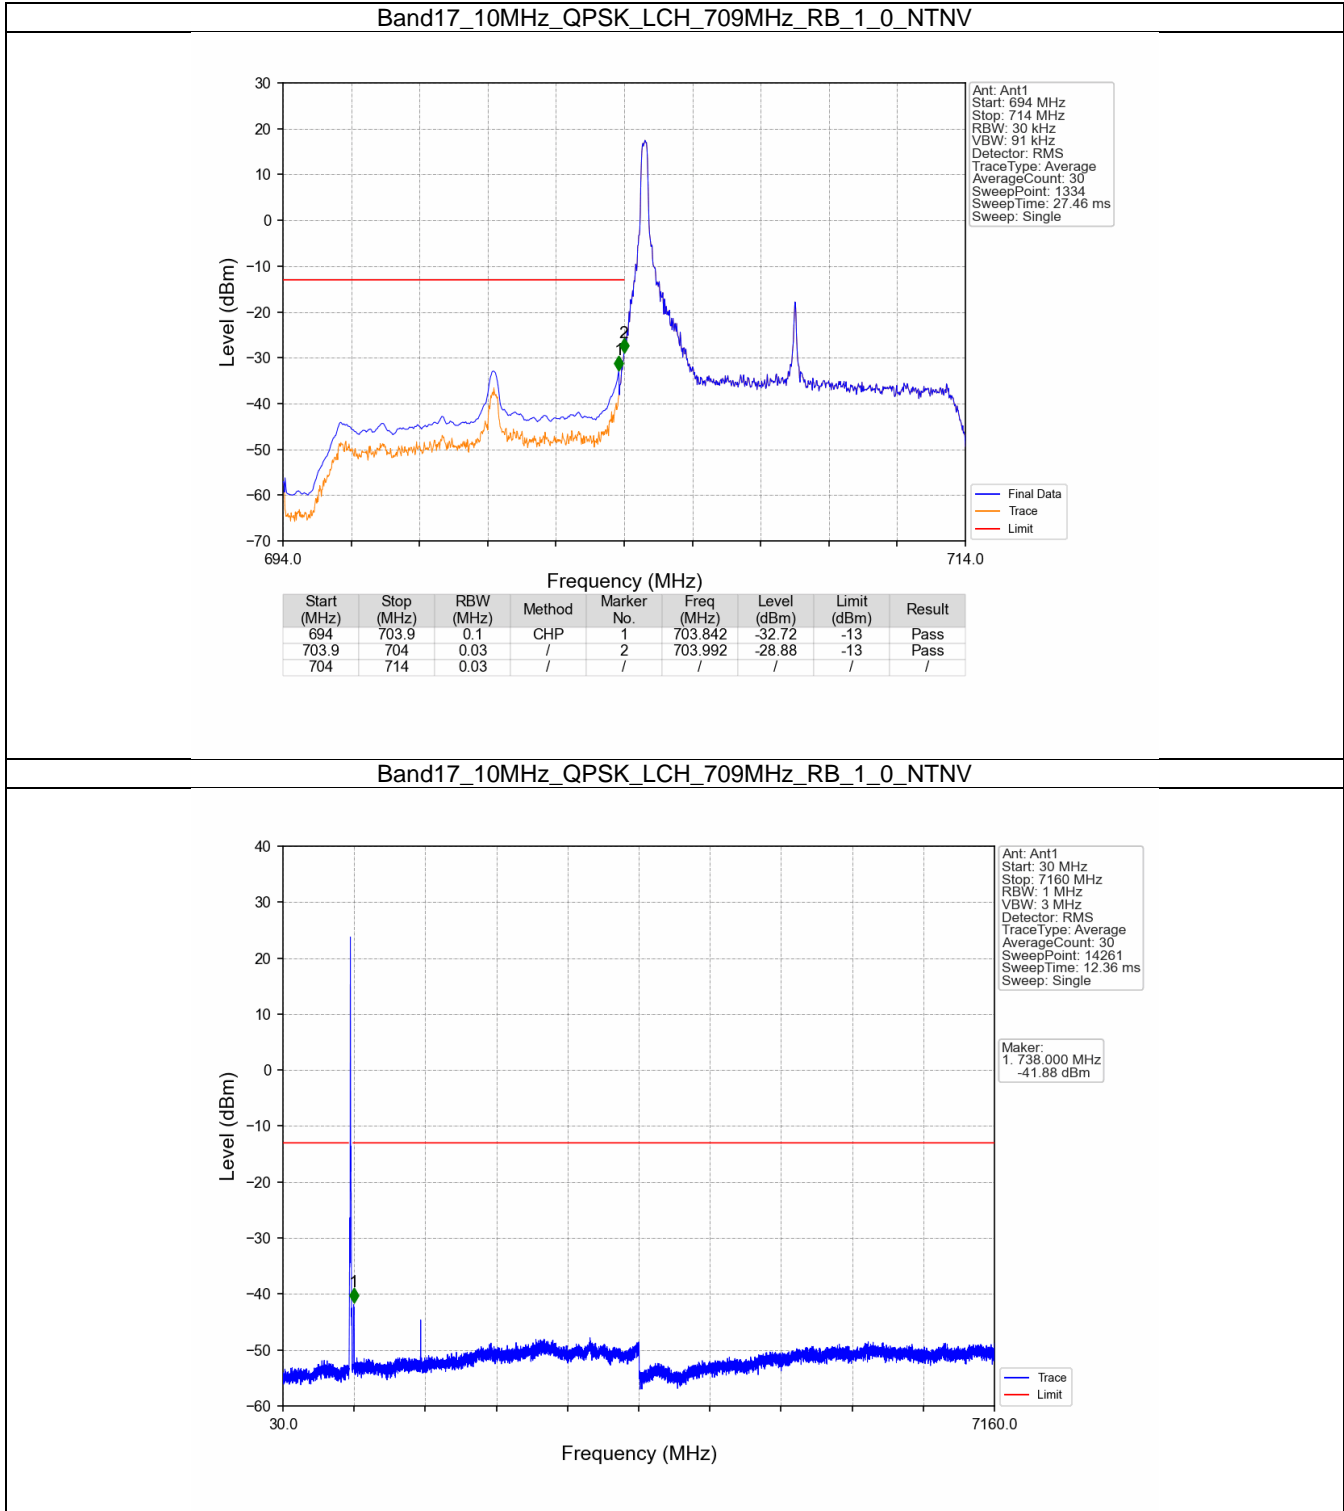 Band17_10MHz_QPSK_LCH_709MHz_RB_1_0_NTNV
30
20
10
0
−10
−20
−30
−40
−50
−60
−70
Level (dBm)
1
2
694.0
714.0
Frequency (MHz)
Ant: Ant1
Start: 694 MHz
Stop: 714 MHz
RBW: 30 kHz
VBW: 91 kHz
Detector: RMS
TraceType: Average
AverageCount: 30
SweepPoint: 1334
SweepTime: 27.46 ms
Sweep: Single
Final Data
Trace
Limit
Start (MHz) Stop (MHz) RBW (MHz) Method Marker No. Freq (MHz) Level (dBm) Limit (dBm) Result
694 703.9 0.1 CHP 1 703.842 -32.72 -13 Pass
703.9 704 0.03 / 2 703.992 -28.88 -13 Pass
704 714 0.03 / / / / / /
Band17_10MHz_QPSK_LCH_709MHz_RB_1_0_NTNV
40
30
20
10
0
−10
−20
−30
−40
−50
−60
Level (dBm)
1
30.0
7160.0
Frequency (MHz)
Ant: Ant1
Start: 30 MHz
Stop: 7160 MHz
RBW: 1 MHz
VBW: 3 MHz
Detector: RMS
TraceType: Average
AverageCount: 30
SweepPoint: 14261
SweepTime: 12.36 ms
Sweep: Single
Maker:
1. 738.000 MHz
-41.88 dBm
Trace
Limit